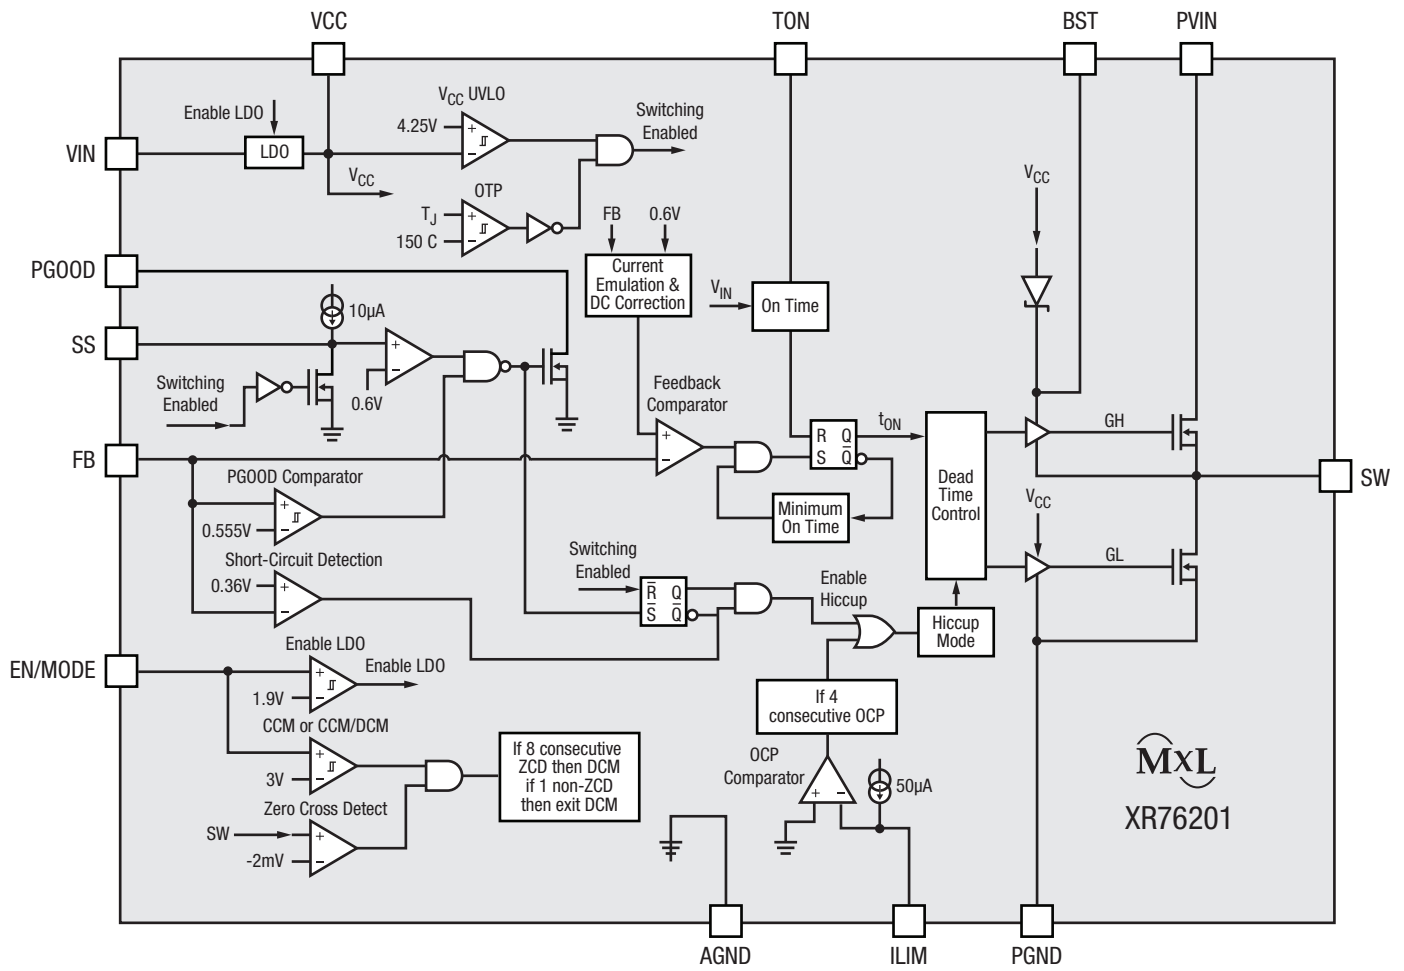 VCC
TON
BST
PVIN
Enable LDO
VCC UVLO
4.25V
+
−
Switching
Enabled
VIN
LDO
VCC
OTP
TJ
+
150 C
−
FB
0.6V
VCC
PGOOD
Current
Emulation &
DC Correction
VIN
On Time
10µA
SS
+
−
0.6V
Switching
Enabled
Feedback
Comparator
+
−
R Q
S Q̅
tON
GH
FB
SW
PGOOD Comparator
+
0.555V
−
Minimum
On Time
Dead
Time
Control
VCC
GL
Short-Circuit Detection
0.36V
+
−
Switching
Enabled
R̅ Q
S̅ Q̅
Enable
Hiccup
Hiccup
Mode
EN/MODE
Enable LDO
+
1.9V
−
Enable LDO
If 4
consecutive OCP
CCM or CCM/DCM
+
3V
−
If 8 consecutive
ZCD then DCM
if 1 non-ZCD
then exit DCM
OCP
Comparator
+ −
50µA
Zero Cross Detect
SW
+
-2mV
−
MXL
XR76201
AGND
ILIM
PGND